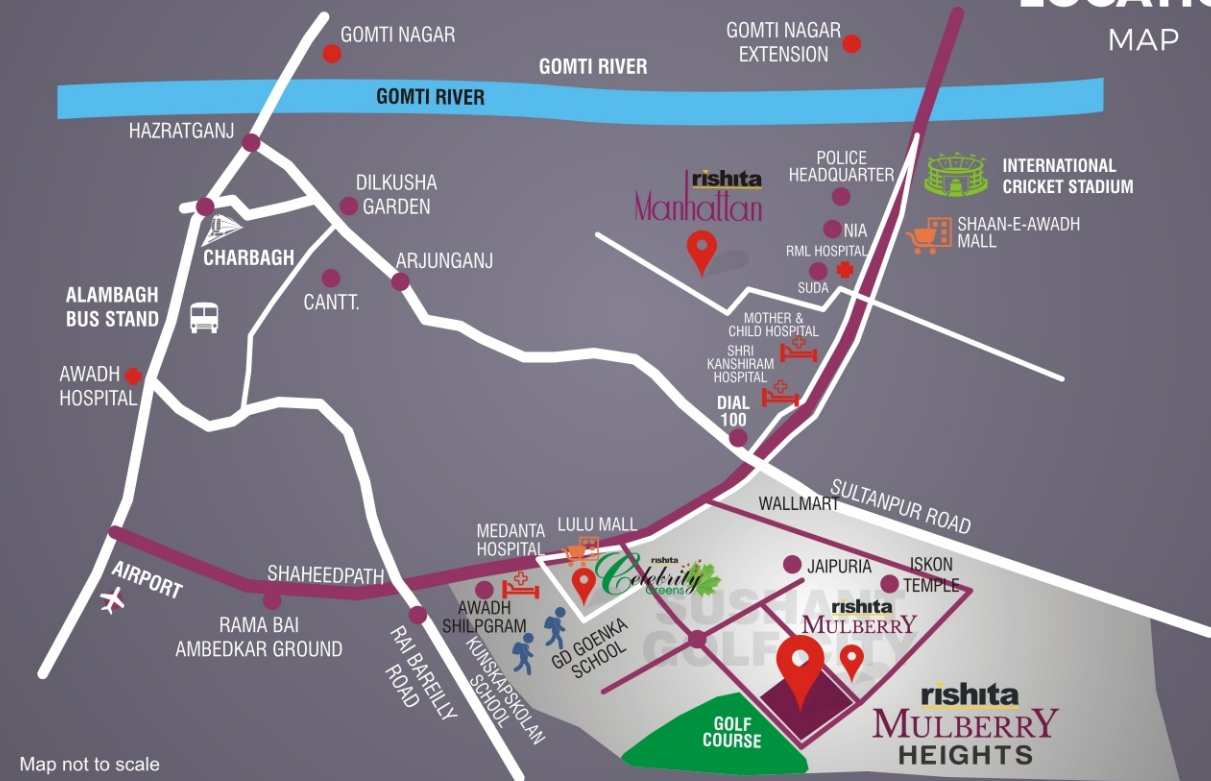 LOCATIO
MAP
GOMTI NAGAR
GOMTI NAGAR
EXTENSION
GOMTI RIVER
GOMTI RIVER
HAZRATGANJ
DILKUSHA
GARDEN
CHARBAGH
ARJUNGANJ
CANTT.
ALAMBAGH
BUS STAND
AWADH
HOSPITAL
rishita
Manhattan
POLICE
HEADQUARTER
NIA
RML HOSPITAL
SUDA
INTERNATIONAL
CRICKET STADIUM
SHAAN-E-AWADH
MALL
MOTHER &
CHILD HOSPITAL
SHRI
KANSHIRAM
HOSPITAL
DIAL
100
WALLMART
SULTANPUR ROAD
MEDANTA
HOSPITAL
LULU MALL
rishita
Celebrity
Greens
JAIPURIA
ISKON
TEMPLE
AIRPORT
SHAHEEDPATH
RAMA BAI
AMBEDKAR GROUND
RAI BAREILLY
ROAD
AWADH
SHILPGRAM
KUNSKAPSKOLAN
SCHOOL
GD GOENKA
SCHOOL
SUSHANT
GOLF CITY
rishita
MULBERRY
GOLF
COURSE
rishita
MULBERRY
HEIGHTS
Map not to scale